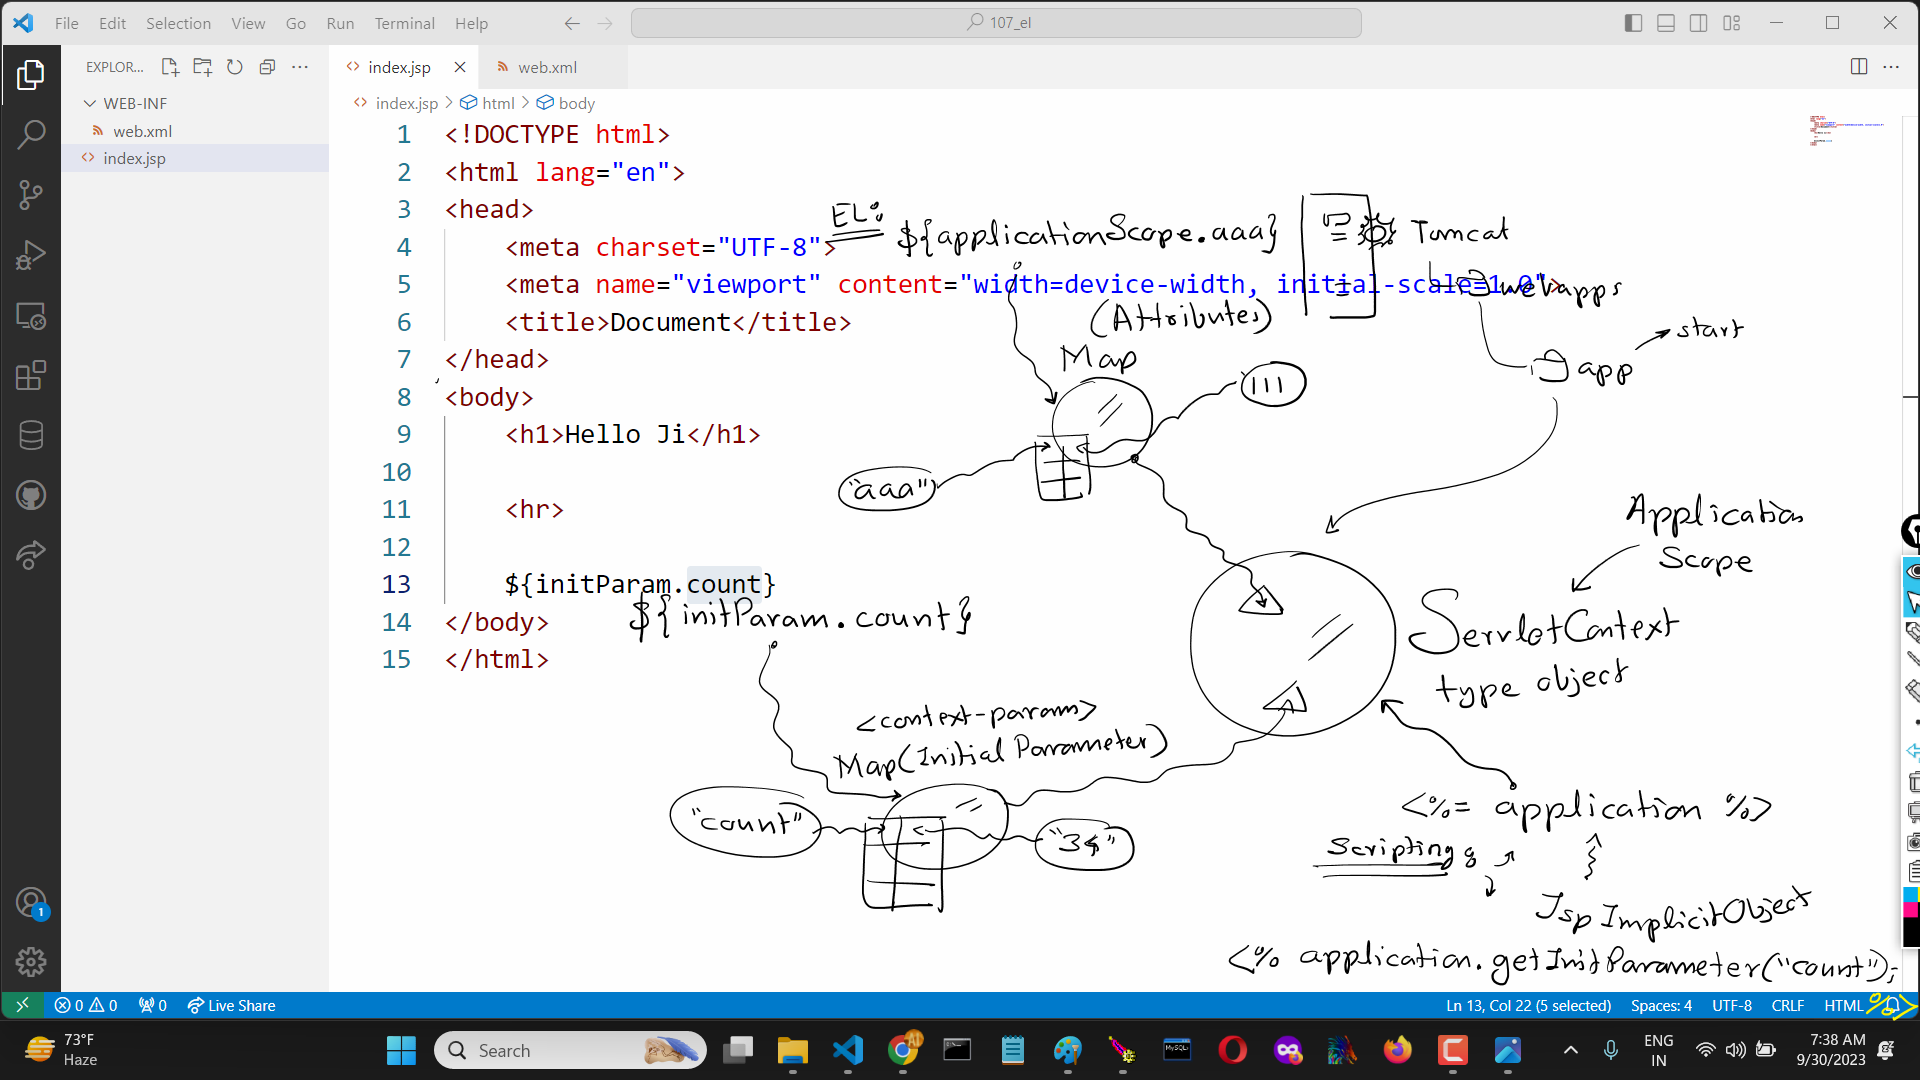 File Edit Selection View Go Run Terminal Help
107_el
EXPLOR...
index.jsp
web.xml
WEB-INF
web.xml
index.jsp
index.jsp > html > body
1 <!DOCTYPE html>
2 <html lang="en">
3 <head>
4 <meta charset="UTF-8">
5 <meta name="viewport" content="width=device-width, initial-scale=1.0">
6 <title>Document</title>
7 </head>
8 <body>
9 <h1>Hello Ji</h1>
10
11 <hr>
12
13 ${initParam.count}
14 </body>
15 </html>
EL:
${applicationScope.aaa}
Tomcat
webapps
(Attributes)
start
Map
app
111
"aaa"
Application
Scope
${initParam.count}
ServletContext
type object
<context-param>
Map(Initial Parameter)
"count"
<%= application %>
Scripting:
Jsp ImplicitObject
<% application.getInitParameter("count");
%>
0 0 0 Live Share
Ln 13, Col 22 (5 selected) Spaces: 4 UTF-8 CRLF HTML
1
73°F
Haze
Search
AI
MySQL
ENG
IN
7:38 AM
9/30/2023